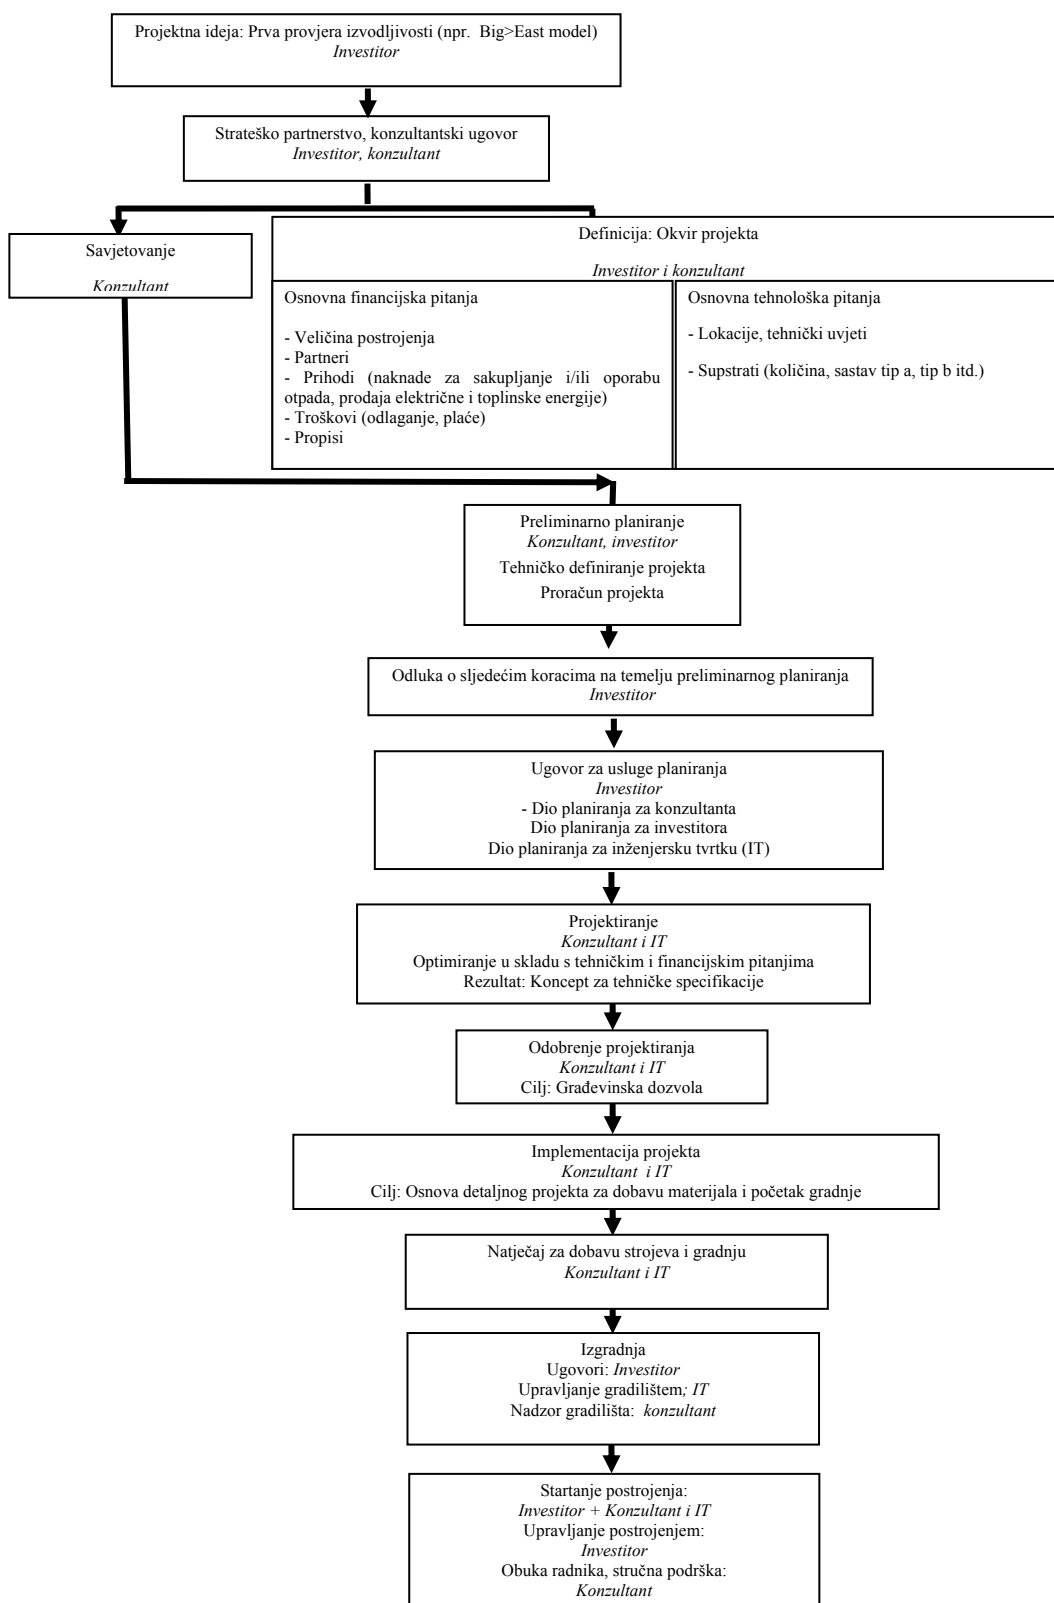 Projektna ideja: Prva provjera izvodljivosti (npr. Big>East model)
Investitor
Strateško partnerstvo, konzultantski ugovor
Investitor, konzultant
Savjetovanje
Konzultant
Definicija: Okvir projekta
Investitor i konzultant
Osnovna financijska pitanja
- Veličina postrojenja
- Partneri
- Prihodi (naknade za sakupljanje i/ili oporabu
otpada, prodaja električne i toplinske energije)
- Troškovi (odlaganje, plaće)
- Propisi
Osnovna tehnološka pitanja
- Lokacije, tehnički uvjeti
- Supstrati (količina, sastav tip a, tip b itd.)
Preliminarno planiranje
Konzultant, investitor
Tehničko definiranje projekta
Proračun projekta
Odluka o sljedećim koracima na temelju preliminarnog planiranja
Investitor
Ugovor za usluge planiranja
Investitor
- Dio planiranja za konzultanta
Dio planiranja za investitora
Dio planiranja za inženjersku tvrtku (IT)
Projektiranje
Konzultant i IT
Optimiranje u skladu s tehničkim i financijskim pitanjima
Rezultat: Koncept za tehničke specifikacije
Odobrenje projektiranja
Konzultant i IT
Cilj: Građevinska dozvola
Implementacija projekta
Konzultant i IT
Cilj: Osnova detaljnog projekta za dobavu materijala i početak gradnje
Natječaj za dobavu strojeva i gradnju
Konzultant i IT
Izgradnja
Ugovori: Investitor
Upravljanje gradilištem; IT
Nadzor gradilišta: konzultant
Startanje postrojenja:
Investitor + Konzultant i IT
Upravljanje postrojenjem:
Investitor
Obuka radnika, stručna podrška:
Konzultant